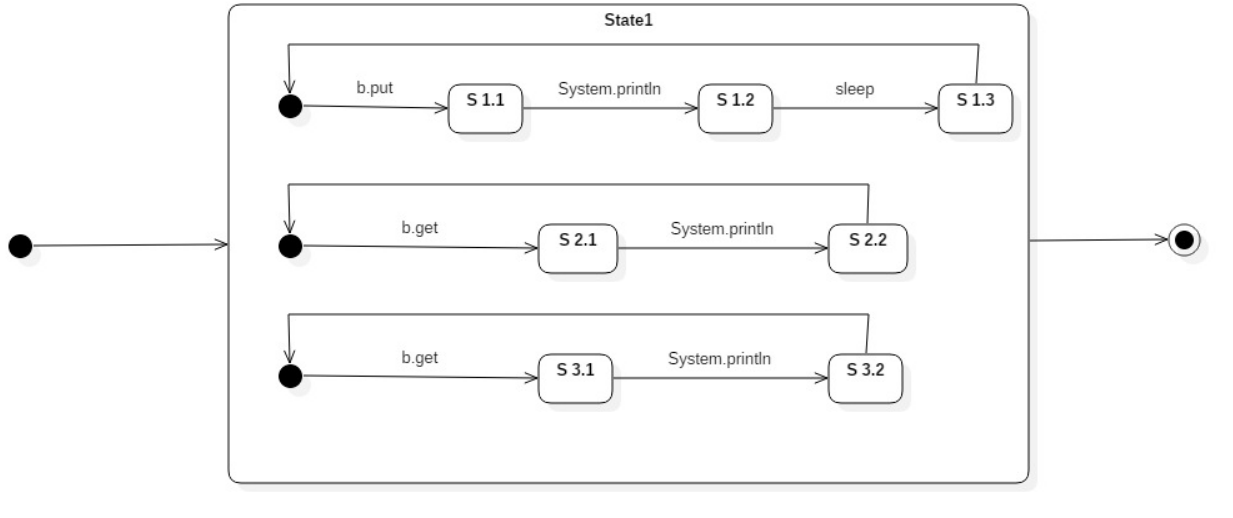 State1
b.put
S 1.1
System.println
S 1.2
sleep
S 1.3
b.get
S 2.1
System.println
S 2.2
b.get
S 3.1
System.println
S 3.2